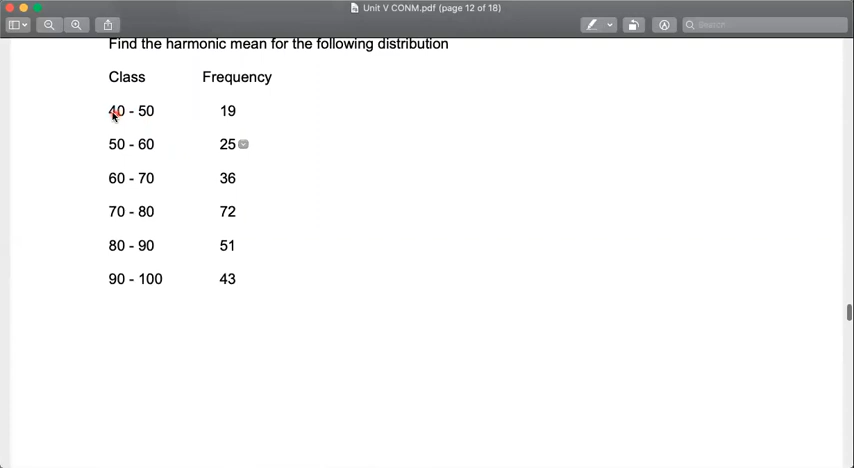 Unit V CONM.pdf (page 12 of 18)
Search
Find the harmonic mean for the following distribution
Class Frequency
40 - 50 19
50 - 60 25
60 - 70 36
70 - 80 72
80 - 90 51
90 - 100 43